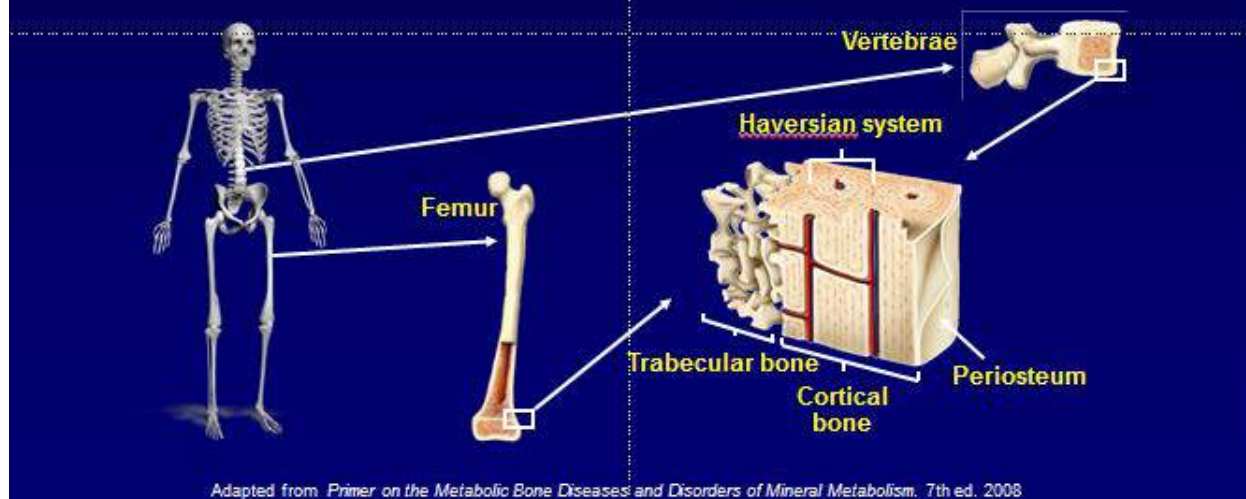 Vertebrae
Haversian system
Femur
Trabecular bone
Periosteum
Cortical
bone
Adapted from Primer on the Metabolic Bone Diseases and Disorders of Mineral Metabolism. 7th ed. 2008